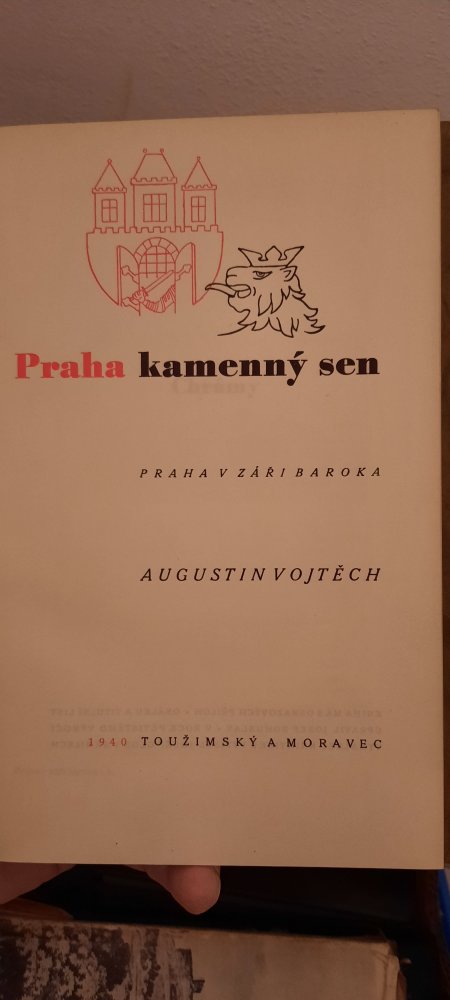 Praha kamenný sen
PRAHA V ZÁŘI BAROKA
AUGUSTIN VOJTĚCH
1940 TOUŽIMSKÝ A MORAVEC